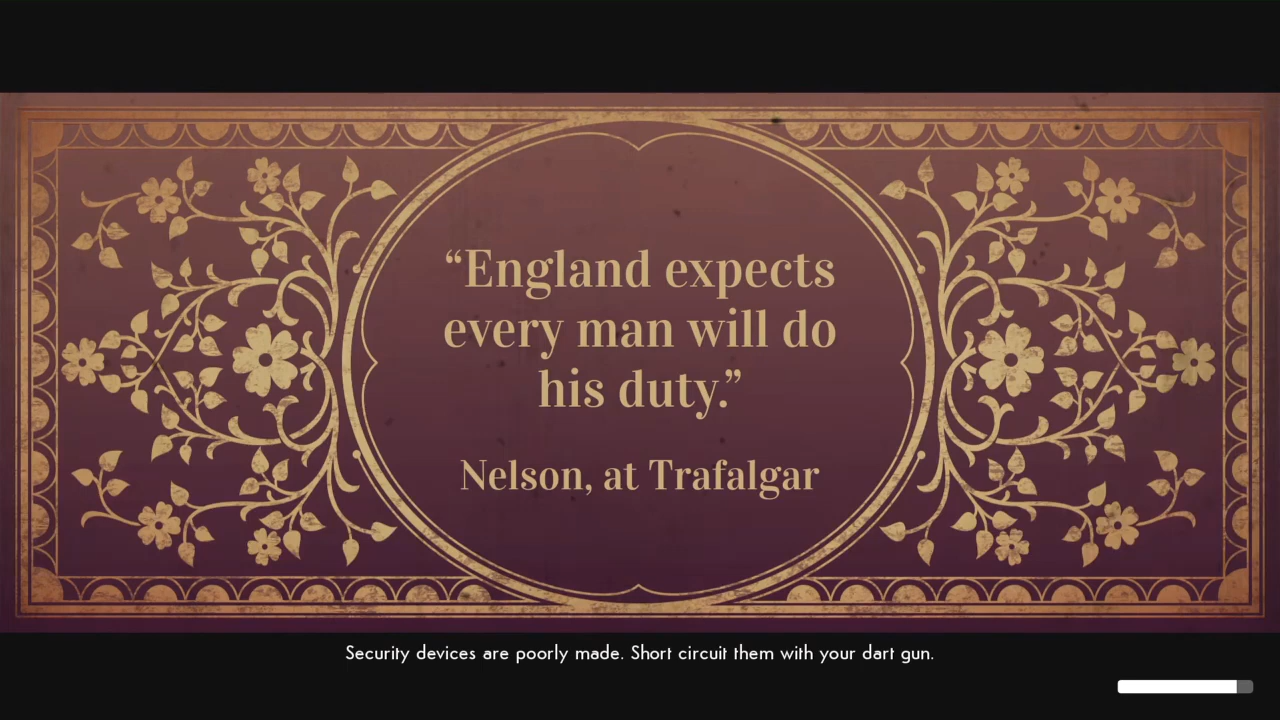 “England expects
every man will do
his duty.”
Nelson, at Trafalgar
Security devices are poorly made. Short circuit them with your dart gun.